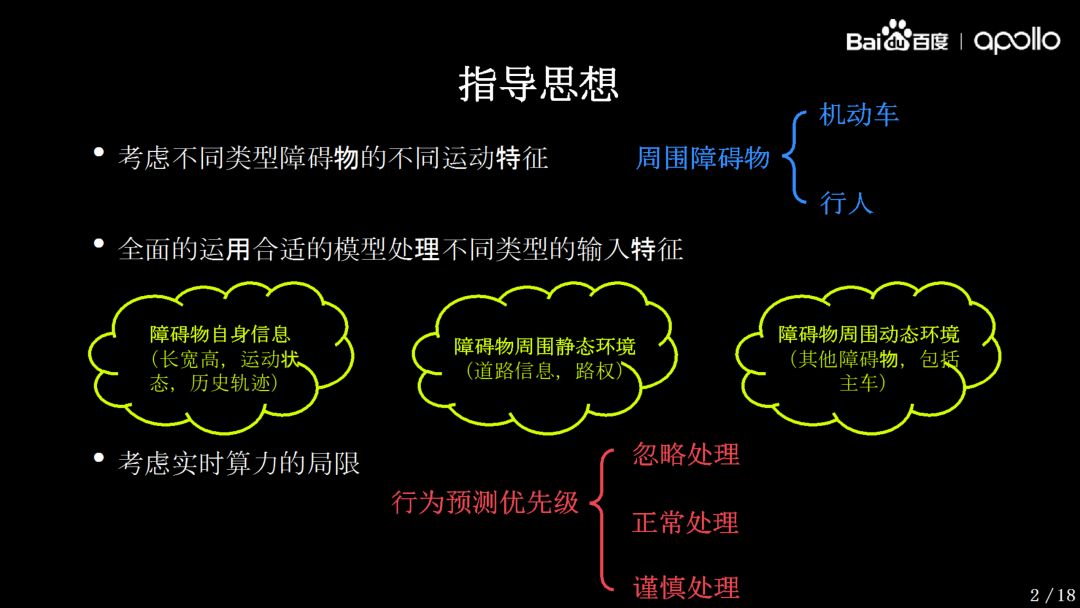 Bai du 百度 | apollo
指导思想
• 考虑不同类型障碍物的不同运动特征
周围障碍物
机动车
行人
• 全面的运用合适的模型处理不同类型的输入特征
障碍物自身信息
（长宽高，运动状
态，历史轨迹）
障碍物周围静态环境
（道路信息，路权）
障碍物周围动态环境
（其他障碍物，包括
主车）
• 考虑实时算力的局限
行为预测优先级
忽略处理
正常处理
谨慎处理
2 / 18